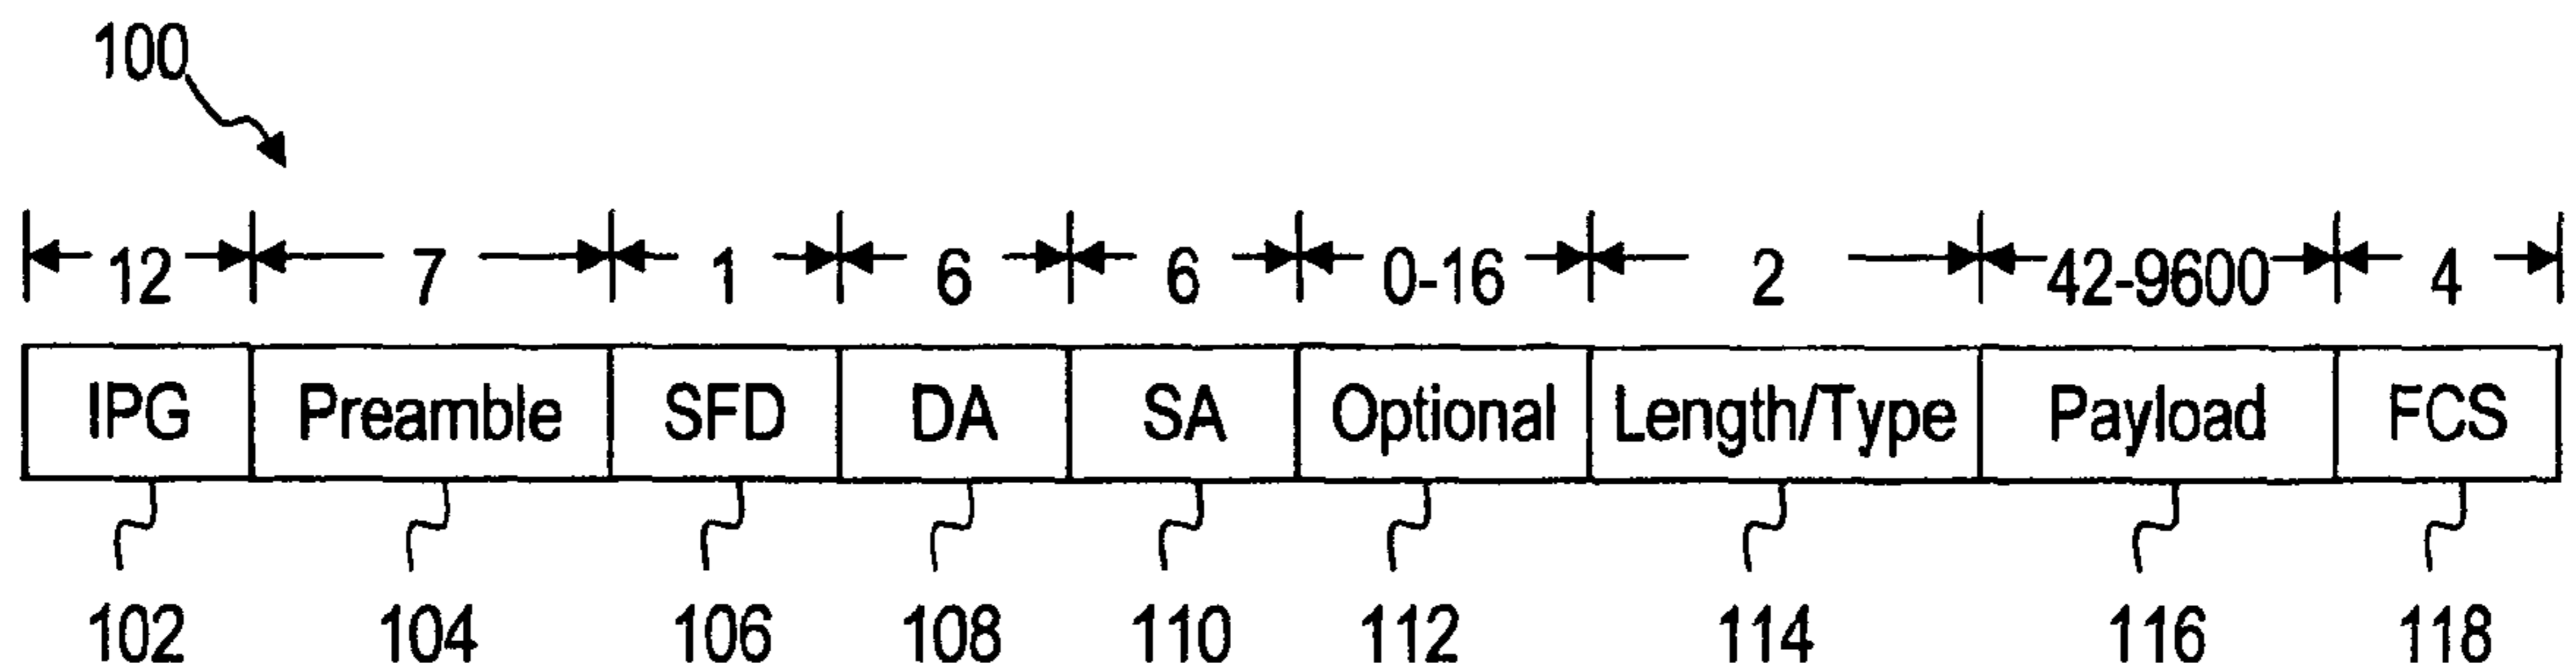 100
12 7 1 6 6 0-16 2 42-9600 4
IPG Preamble SFD DA SA Optional Length/Type Payload FCS
102 104 106 108 110 112 114 116 118